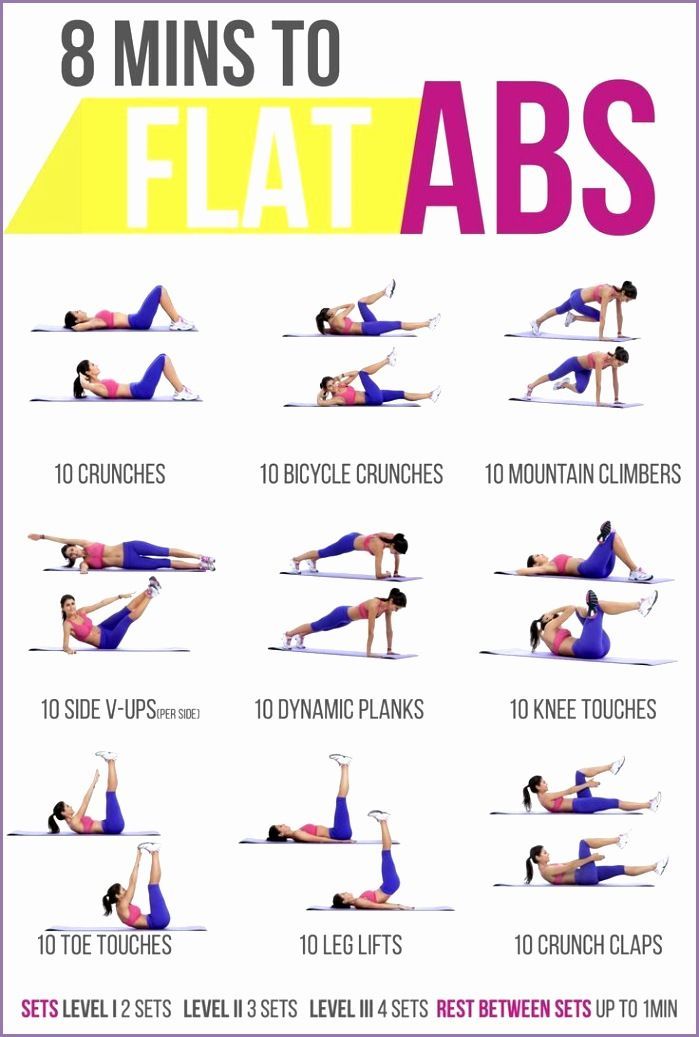 8 MINS TO
FLAT ABS
10 CRUNCHES
10 BICYCLE CRUNCHES
10 MOUNTAIN CLIMBERS
10 SIDE V-UPS(PER SIDE)
10 DYNAMIC PLANKS
10 KNEE TOUCHES
10 TOE TOUCHES
10 LEG LIFTS
10 CRUNCH CLAPS
SETS LEVEL I 2 SETS LEVEL II 3 SETS LEVEL III 4 SETS REST BETWEEN SETS UP TO 1MIN